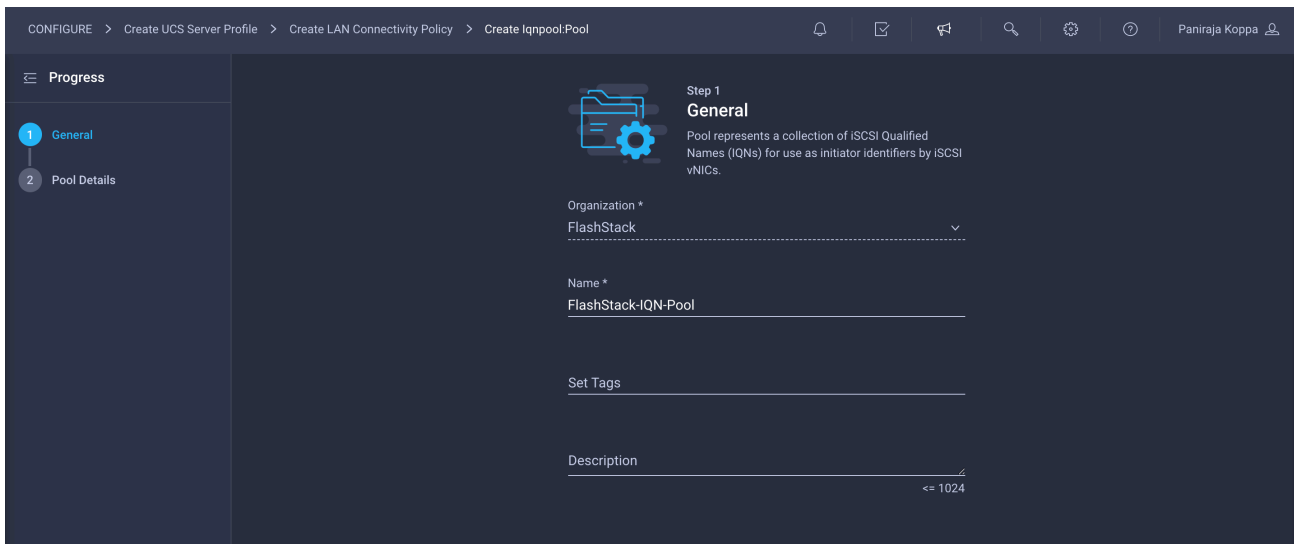 CONFIGURE > Create UCS Server Profile > Create LAN Connectivity Policy > Create Iqnpool:Pool
Paniraja Koppa
Progress
1 General
2 Pool Details
Step 1
General
Pool represents a collection of iSCSI Qualified
Names (IQNs) for use as initiator identifiers by iSCSI
vNICs.
Organization *
FlashStack
Name *
FlashStack-IQN-Pool
Set Tags
Description
<= 1024